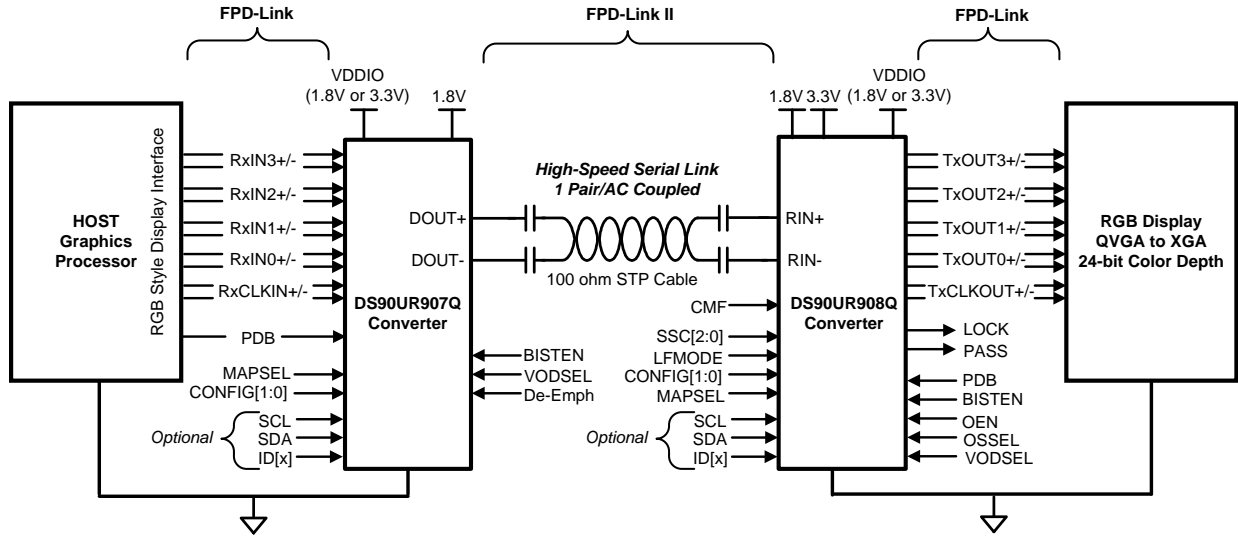 FPD-Link
FPD-Link II
FPD-Link
VDDIO
(1.8V or 3.3V)
1.8V
1.8V
3.3V
VDDIO
(1.8V or 3.3V)
HOST
Graphics
Processor
RGB Style Display Interface
RxIN3+/-
RxIN2+/-
RxIN1+/-
RxIN0+/-
RxCLKIN+/-
PDB
MAPSEL
CONFIG[1:0]
Optional
SCL
SDA
ID[x]
DOUT+
DOUT-
DS90UR907Q
Converter
BISTEN
VODSEL
De-Emph
High-Speed Serial Link
1 Pair/AC Coupled
100 ohm STP Cable
CMF
SSC[2:0]
LFMODE
CONFIG[1:0]
MAPSEL
Optional
SCL
SDA
ID[x]
RIN+
RIN-
DS90UR908Q
Converter
TxOUT3+/-
TxOUT2+/-
TxOUT1+/-
TxOUT0+/-
TxCLKOUT+/-
LOCK
PASS
PDB
BISTEN
OEN
OSSEL
VODSEL
RGB Display
QVGA to XGA
24-bit Color Depth